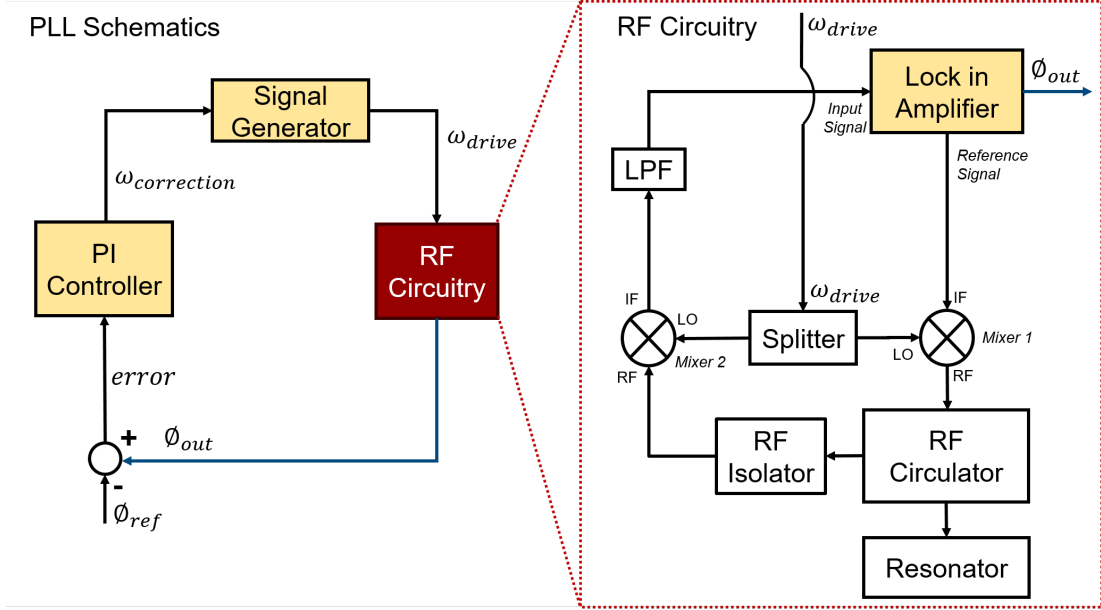 PLL Schematics
Signal
Generator
ω_drive
ω_correction
PI
Controller
RF
Circuitry
error
+
∅_out
-
∅_ref
RF Circuitry
ω_drive
Lock in
Amplifier
∅_out
Input
Signal
Reference
Signal
LPF
ω_drive
IF
LO
Mixer 2
RF
Splitter
IF
LO
Mixer 1
RF
RF
Isolator
RF
Circulator
Resonator